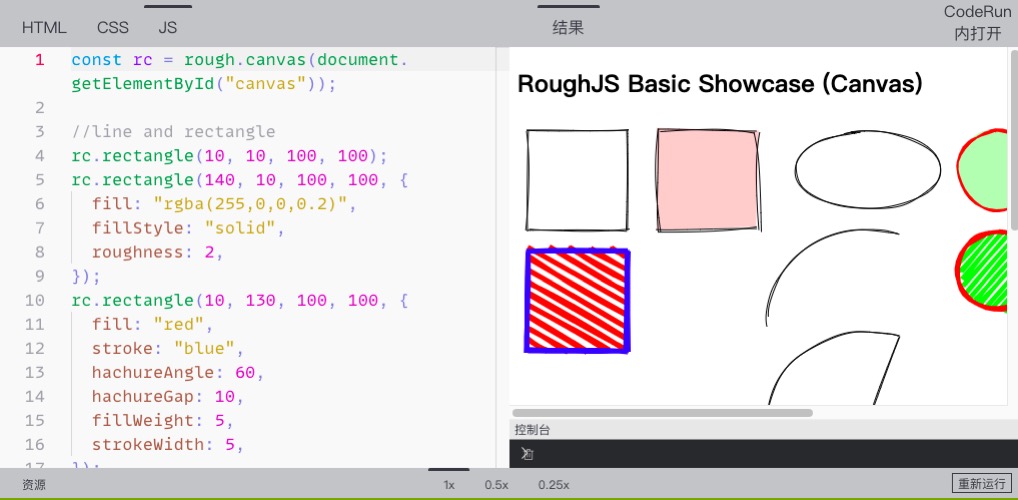 HTML CSS JS
结果
CodeRun
内打开
1 const rc = rough.canvas(document.
getElementById("canvas"));
2
3 //line and rectangle
4 rc.rectangle(10, 10, 100, 100);
5 rc.rectangle(140, 10, 100, 100, {
6 fill: "rgba(255,0,0,0.2)",
7 fillStyle: "solid",
8 roughness: 2,
9 });
10 rc.rectangle(10, 130, 100, 100, {
11 fill: "red",
12 stroke: "blue",
13 hachureAngle: 60,
14 hachureGap: 10,
15 fillWeight: 5,
16 strokeWidth: 5,
17 });
RoughJS Basic Showcase (Canvas)
控制台
资源
1x 0.5x 0.25x
重新运行